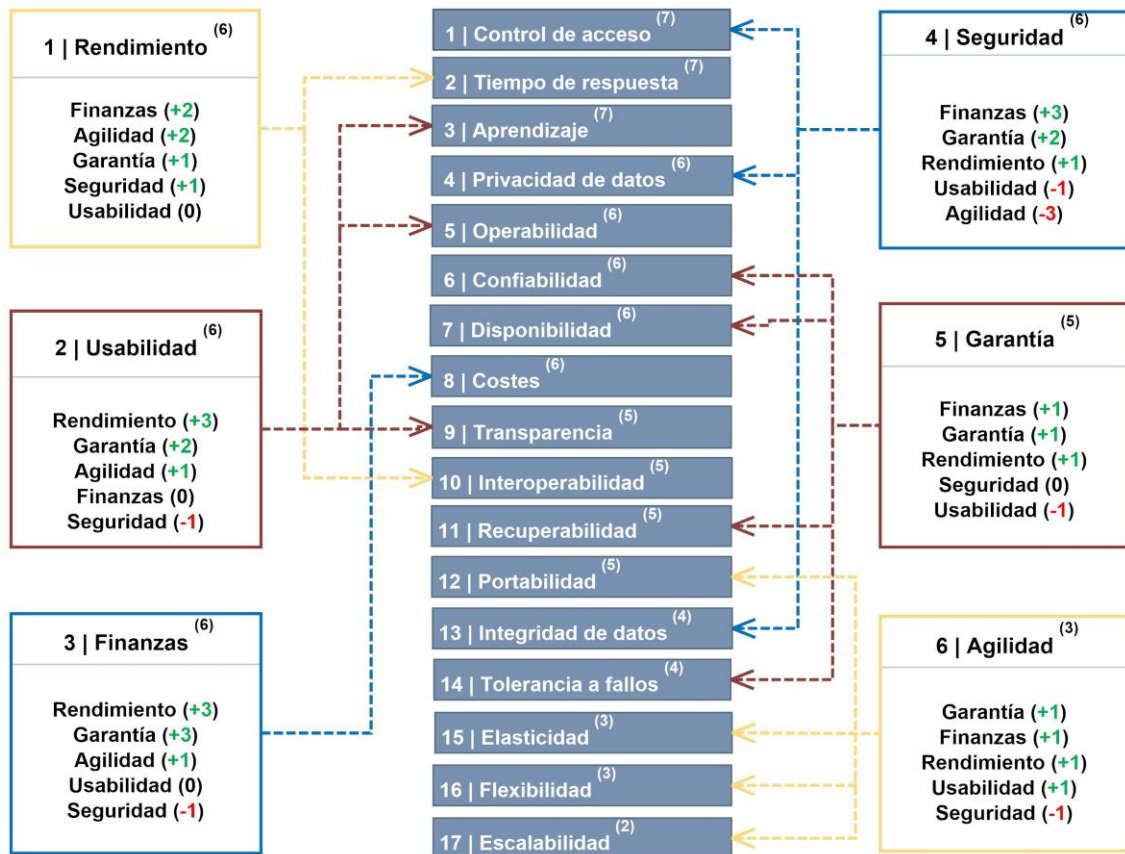 1 | Rendimiento (6)
Finanzas (+2)
Agilidad (+2)
Garantía (+1)
Seguridad (+1)
Usabilidad (0)
2 | Usabilidad (6)
Rendimiento (+3)
Garantía (+2)
Agilidad (+1)
Finanzas (0)
Seguridad (-1)
3 | Finanzas (6)
Rendimiento (+3)
Garantía (+3)
Agilidad (+1)
Usabilidad (0)
Seguridad (-1)
1 | Control de acceso (7)
2 | Tiempo de respuesta (7)
3 | Aprendizaje (7)
4 | Privacidad de datos (6)
5 | Operabilidad (6)
6 | Confiabilidad (6)
7 | Disponibilidad (6)
8 | Costes (6)
9 | Transparencia (5)
10 | Interoperabilidad (5)
11 | Recuperabilidad (5)
12 | Portabilidad (5)
13 | Integridad de datos (4)
14 | Tolerancia a fallos (4)
15 | Elasticidad (3)
16 | Flexibilidad (3)
17 | Escalabilidad (2)
4 | Seguridad (6)
Finanzas (+3)
Garantía (+2)
Rendimiento (+1)
Usabilidad (-1)
Agilidad (-3)
5 | Garantía (5)
Finanzas (+1)
Garantía (+1)
Rendimiento (+1)
Seguridad (0)
Usabilidad (-1)
6 | Agilidad (3)
Garantía (+1)
Finanzas (+1)
Rendimiento (+1)
Usabilidad (+1)
Seguridad (-1)